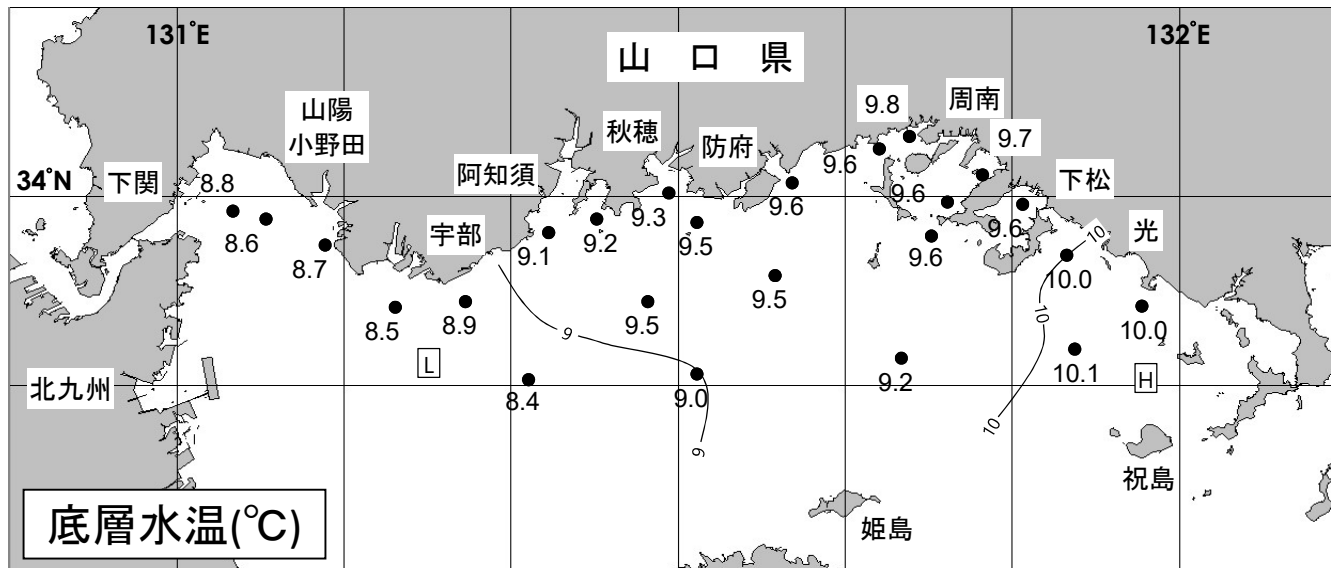 131°E
132°E
山 口 県
山陽
小野田
秋穂
防府
9.8
周南
9.7
阿知須
9.6
34°N
下関
8.8
9.6
下松
8.6
9.3
9.6
9.6
宇部
9.1
9.2
9.5
9.6
10
光
8.7
10.0
9.5
9.5
8.5
8.9
9
10
10.0
L
9.2
10.1
H
北九州
8.4
9.0
10
9
祝島
底層水温(℃)
姫島